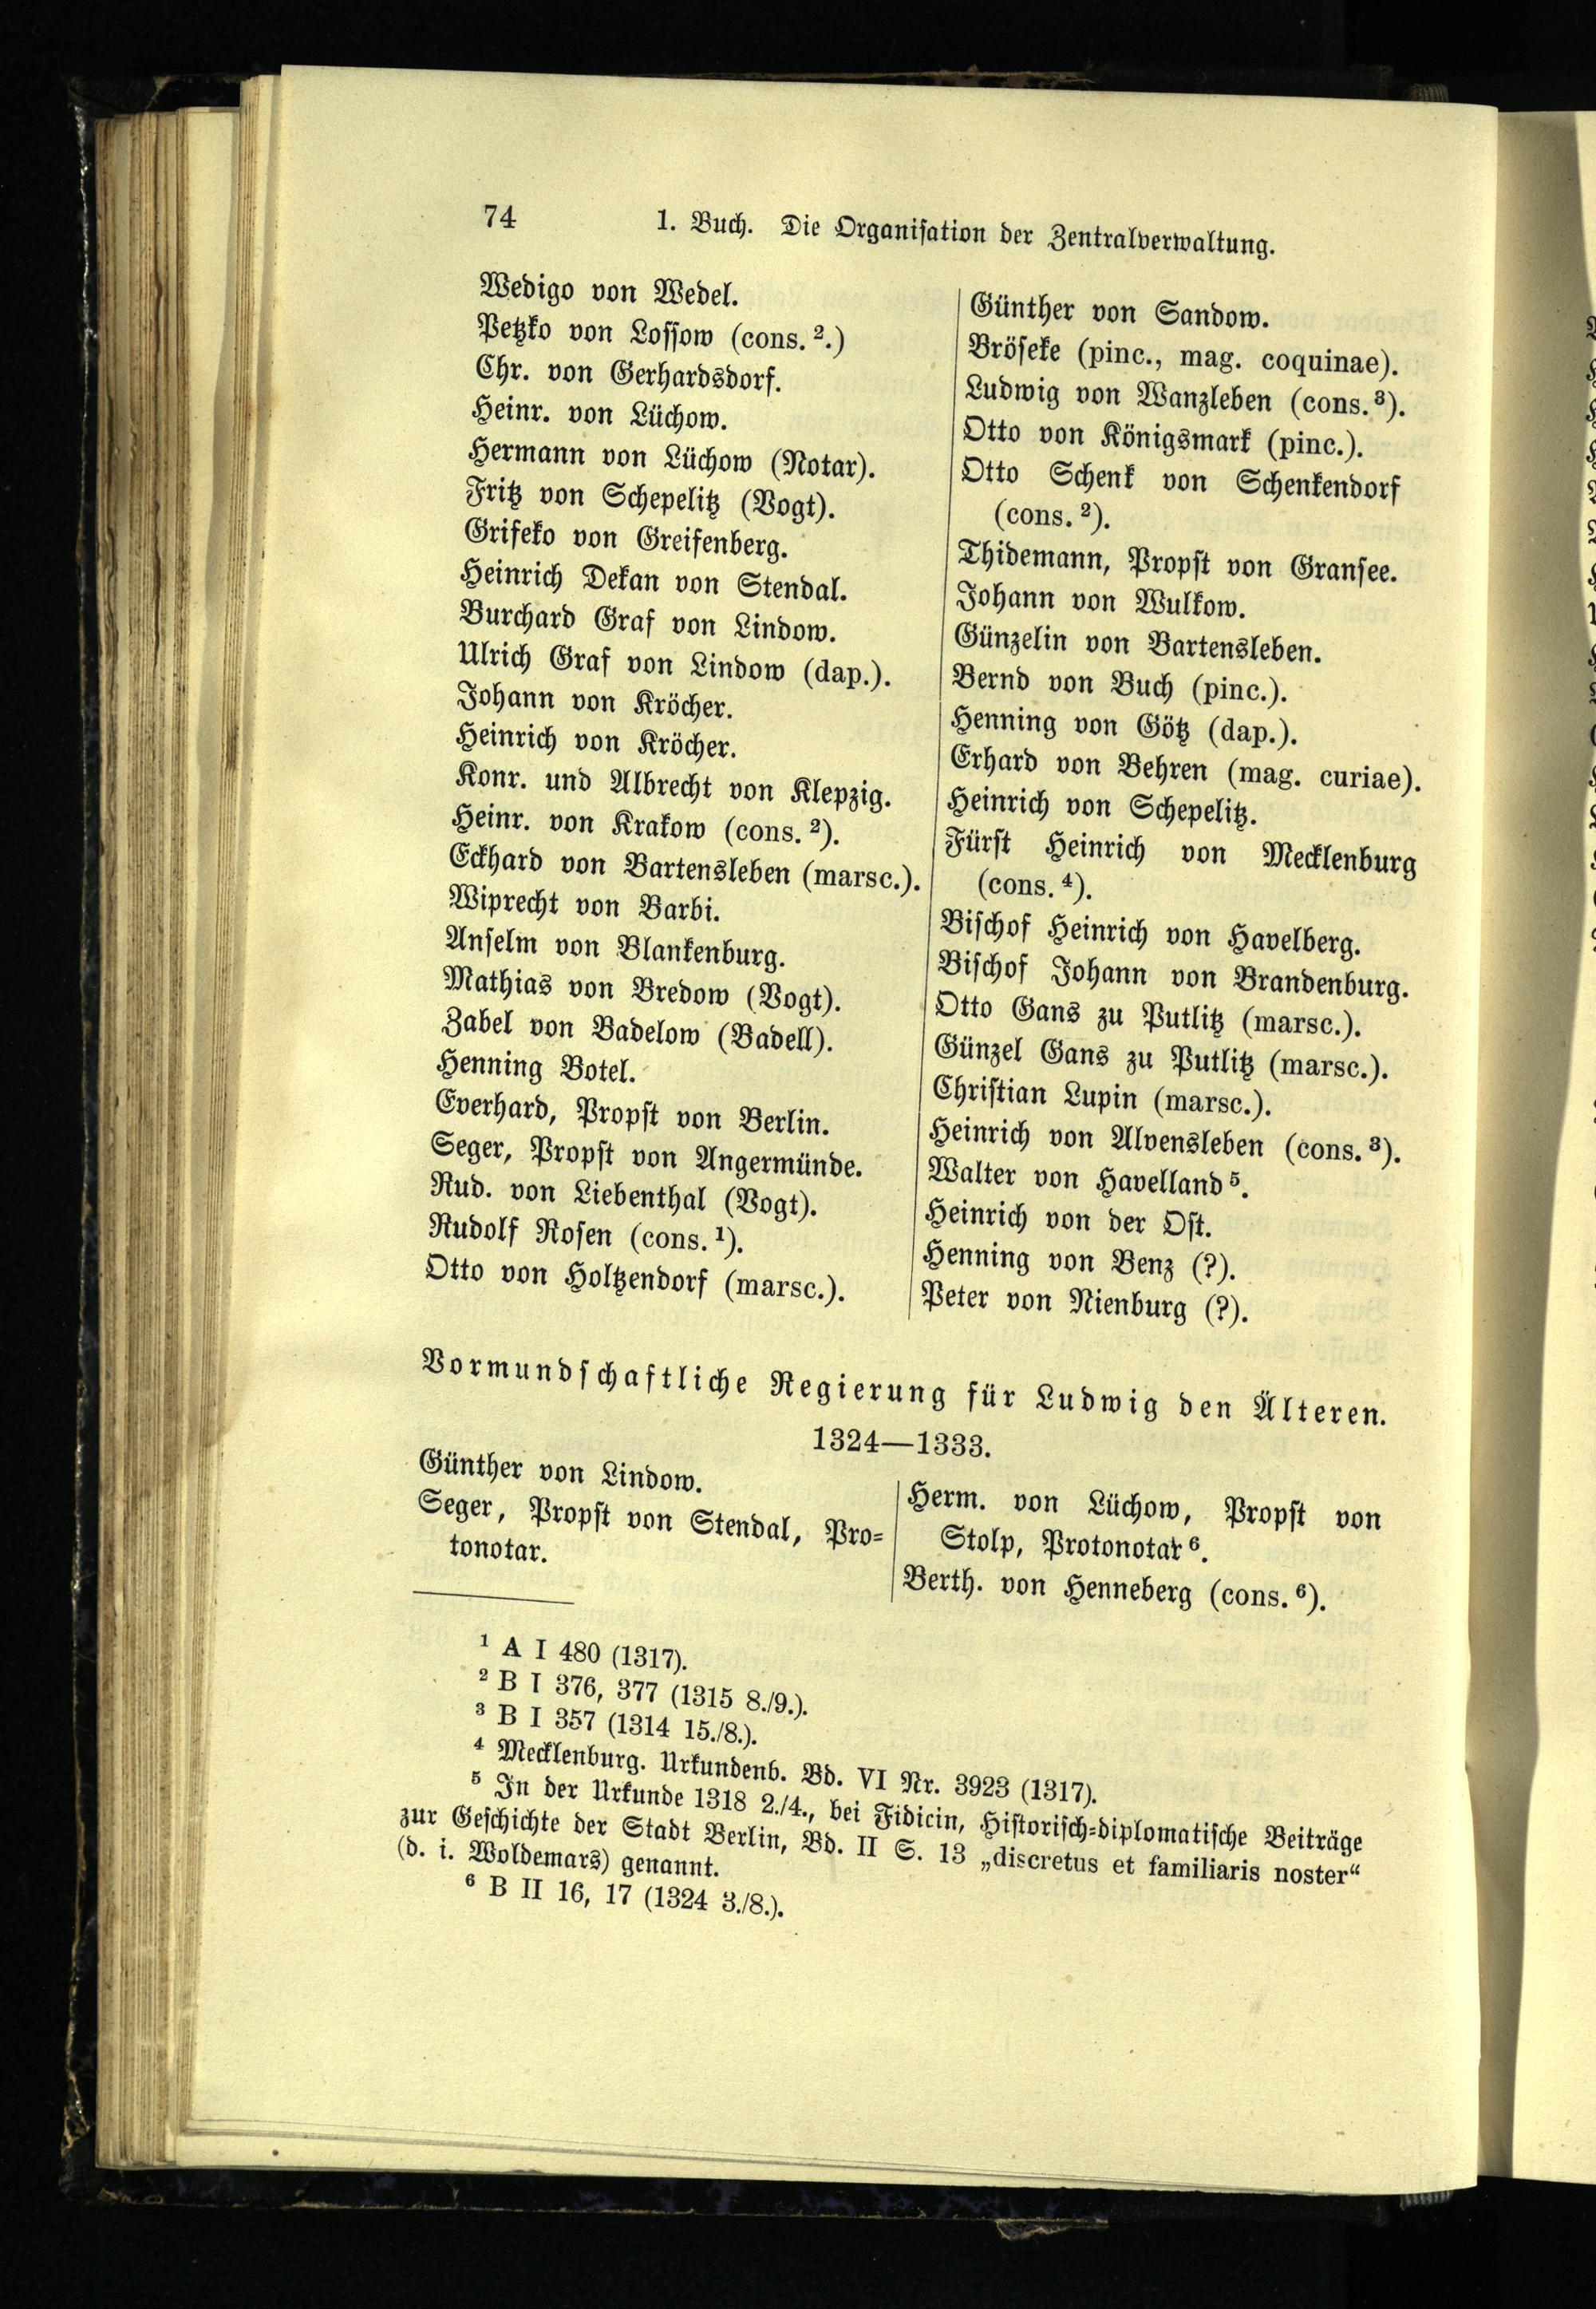 74 1. Buch. Die Organisation der Zentralverwaltung.
Wedigo von Wedel.
Petzko von Lossow (cons. ².)
Chr. von Gerhardsdorf.
Heinr. von Lüchow.
Hermann von Lüchow (Notar).
Fritz von Schepelitz (Vogt).
Grifeko von Greifenberg.
Heinrich Dekan von Stendal.
Burchard Graf von Lindow.
Ulrich Graf von Lindow (dap.).
Johann von Kröcher.
Heinrich von Kröcher.
Konr. und Albrecht von Klepzig.
Heinr. von Krakow (cons. ²).
Eckhard von Bartensleben (marsc.).
Wiprecht von Barbi.
Anselm von Blankenburg.
Mathias von Bredow (Vogt).
Zabel von Badelow (Badell).
Henning Botel.
Everhard, Propst von Berlin.
Seger, Propst von Angermünde.
Rud. von Liebenthal (Vogt).
Rudolf Rosen (cons. ¹).
Otto von Holtzendorf (marsc.).
Günther von Sandow.
Bröseke (pinc., mag. coquinae).
Ludwig von Wanzleben (cons. ³).
Otto von Königsmark (pinc.).
Otto Schenk von Schenkendorf
(cons. ²).
Thidemann, Propst von Gransee.
Johann von Wulkow.
Günzelin von Bartensleben.
Bernd von Buch (pinc.).
Henning von Götz (dap.).
Erhard von Behren (mag. curiae).
Heinrich von Schepelitz.
Fürst Heinrich von Mecklenburg
(cons. ⁴).
Bischof Heinrich von Havelberg.
Bischof Johann von Brandenburg.
Otto Gans zu Putlitz (marsc.).
Günzel Gans zu Putlitz (marsc.).
Christian Lupin (marsc.).
Heinrich von Alvensleben (cons. ³).
Walter von Havelland ⁵.
Heinrich von der Ost.
Henning von Benz (?).
Peter von Nienburg (?).
Vormundschaftliche Regierung für Ludwig den Älteren.
1324—1333.
Günther von Lindow.
Seger, Propst von Stendal, Pro-
tonotar.
Herm. von Lüchow, Propst von
Stolp, Protonotar ⁶.
Berth. von Henneberg (cons. ⁶).
¹ A I 480 (1317).
² B I 376, 377 (1315 8./9.).
³ B I 357 (1314 15./8.).
⁴ Mecklenburg. Urkundenb. Bd. VI Nr. 3923 (1317).
⁵ In der Urkunde 1318 2./4., bei Fidicin, Historisch-diplomatische Beiträge
zur Geschichte der Stadt Berlin, Bd. II S. 13 „discretus et familiaris noster“
(d. i. Woldemars) genannt.
⁶ B II 16, 17 (1324 3./8.).